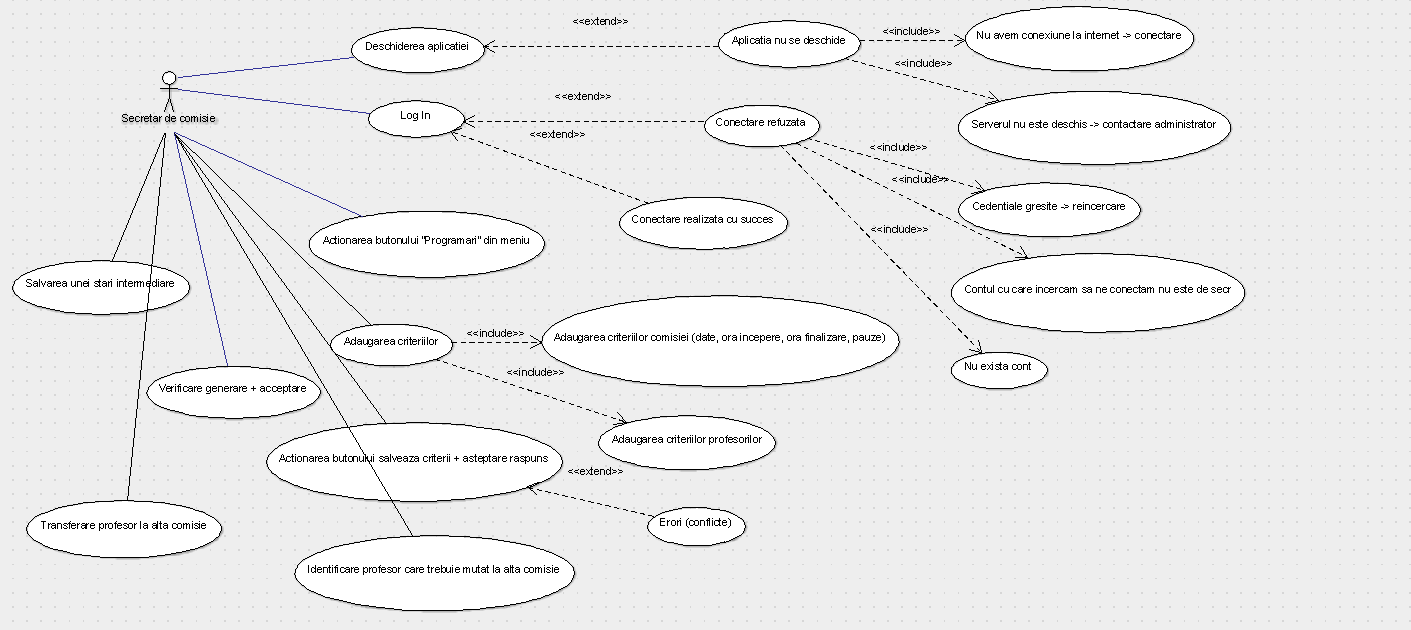 <<extend>>
Deschiderea aplicatiei
Aplicatia nu se deschide
<<include>>
Nu avem conexiune la internet -> conectare
<<include>>
Secretar de comisie
Log In
<<extend>>
<<extend>>
Conectare refuzata
Serverul nu este deschis -> contactare administrator
<<include>>
<<include>>
Cedentiale gresite -> reincercare
Conectare realizata cu succes
<<include>>
Actionarea butonului "Programari" din meniu
Salvarea unei stari intermediare
Contul cu care incercam sa ne conectam nu este de secr
Adaugarea criteriilor
<<include>>
Adaugarea criteriilor comisiei (date, ora incepere, ora finalizare, pauze)
<<include>>
Nu exista cont
Verificare generare + acceptare
Adaugarea criteriilor profesorilor
Actionarea butonului salveaza criterii + asteptare raspuns
<<extend>>
Erori (conflicte)
Transferare profesor la alta comisie
Identificare profesor care trebuie mutat la alta comisie